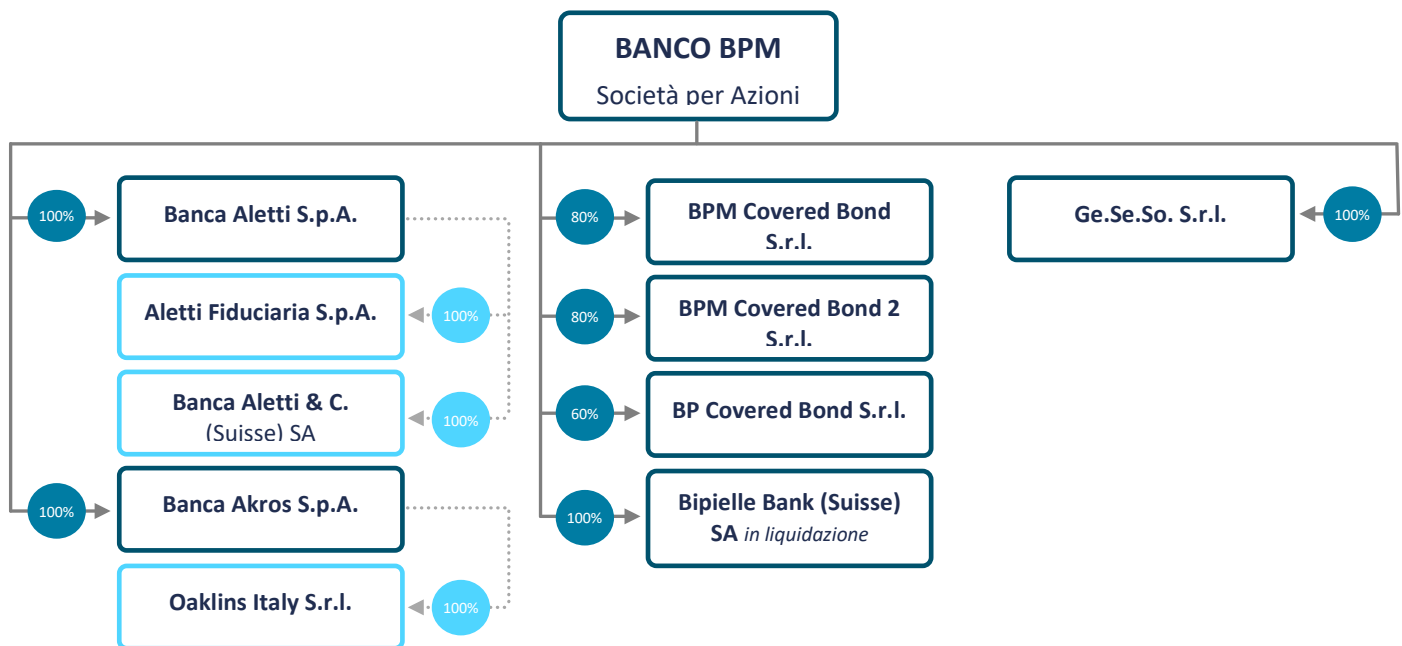 BANCO BPM
Società per Azioni
100%
Banca Aletti S.p.A.
Aletti Fiduciaria S.p.A.
100%
Banca Aletti & C.
(Suisse) SA
100%
100%
Banca Akros S.p.A.
Oaklins Italy S.r.l.
100%
80%
BPM Covered Bond
S.r.l.
80%
BPM Covered Bond 2
S.r.l.
60%
BP Covered Bond S.r.l.
100%
Bipielle Bank (Suisse)
SA in liquidazione
Ge.Se.So. S.r.l.
100%